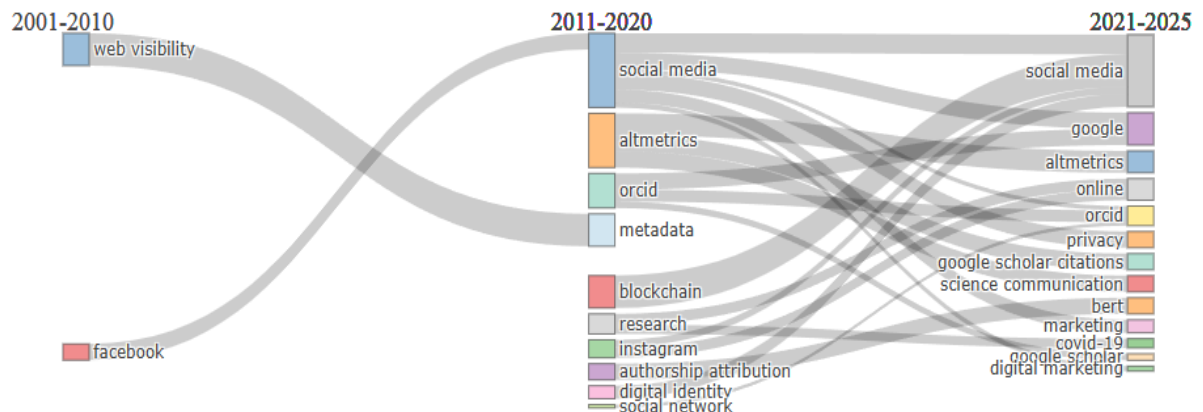 2001-2010
web visibility
facebook
2011-2020
social media
altmetrics
orcid
metadata
blockchain
research
instagram
authorship attribution
digital identity
social network
2021-2025
social media
google
altmetrics
online
orcid
privacy
google scholar citations
science communication
bert
marketing
covid-19
google scholar
digital marketing